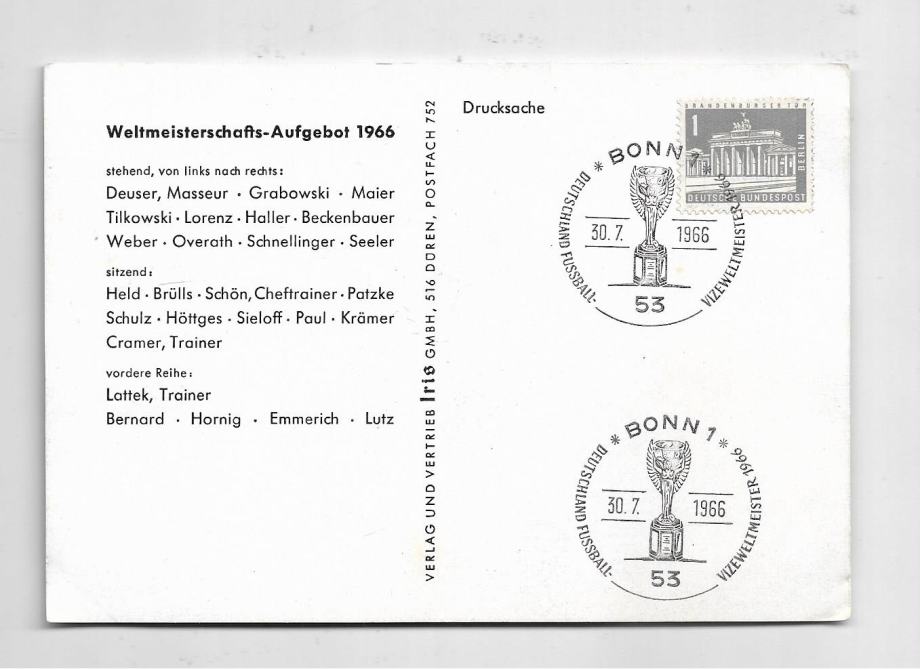 Weltmeisterschafts-Aufgebot 1966
stehend, von links nach rechts:
Deuser, Masseur · Grabowski · Maier
Tilkowski · Lorenz · Haller · Beckenbauer
Weber · Overath · Schnellinger · Seeler
sitzend:
Held · Brülls · Schön, Cheftrainer · Patzke
Schulz · Höttges · Sieloff · Paul · Krämer
Cramer, Trainer
vordere Reihe:
Lattek, Trainer
Bernard · Hornig · Emmerich · Lutz
VERLAG UND VERTRIEB Iris GMBH, 516 DÜREN, POSTFACH 752
Drucksache
BRANDENBURGER TOR
1
BERLIN
DEUTSCHE BUNDESPOST
* BONN 1 *
DEUTSCHLAND FUSSBALL-
VIZEWELTMEISTER 1966
30. 7. 1966
53
* BONN 1 *
DEUTSCHLAND FUSSBALL-
VIZEWELTMEISTER 1966
30. 7. 1966
53